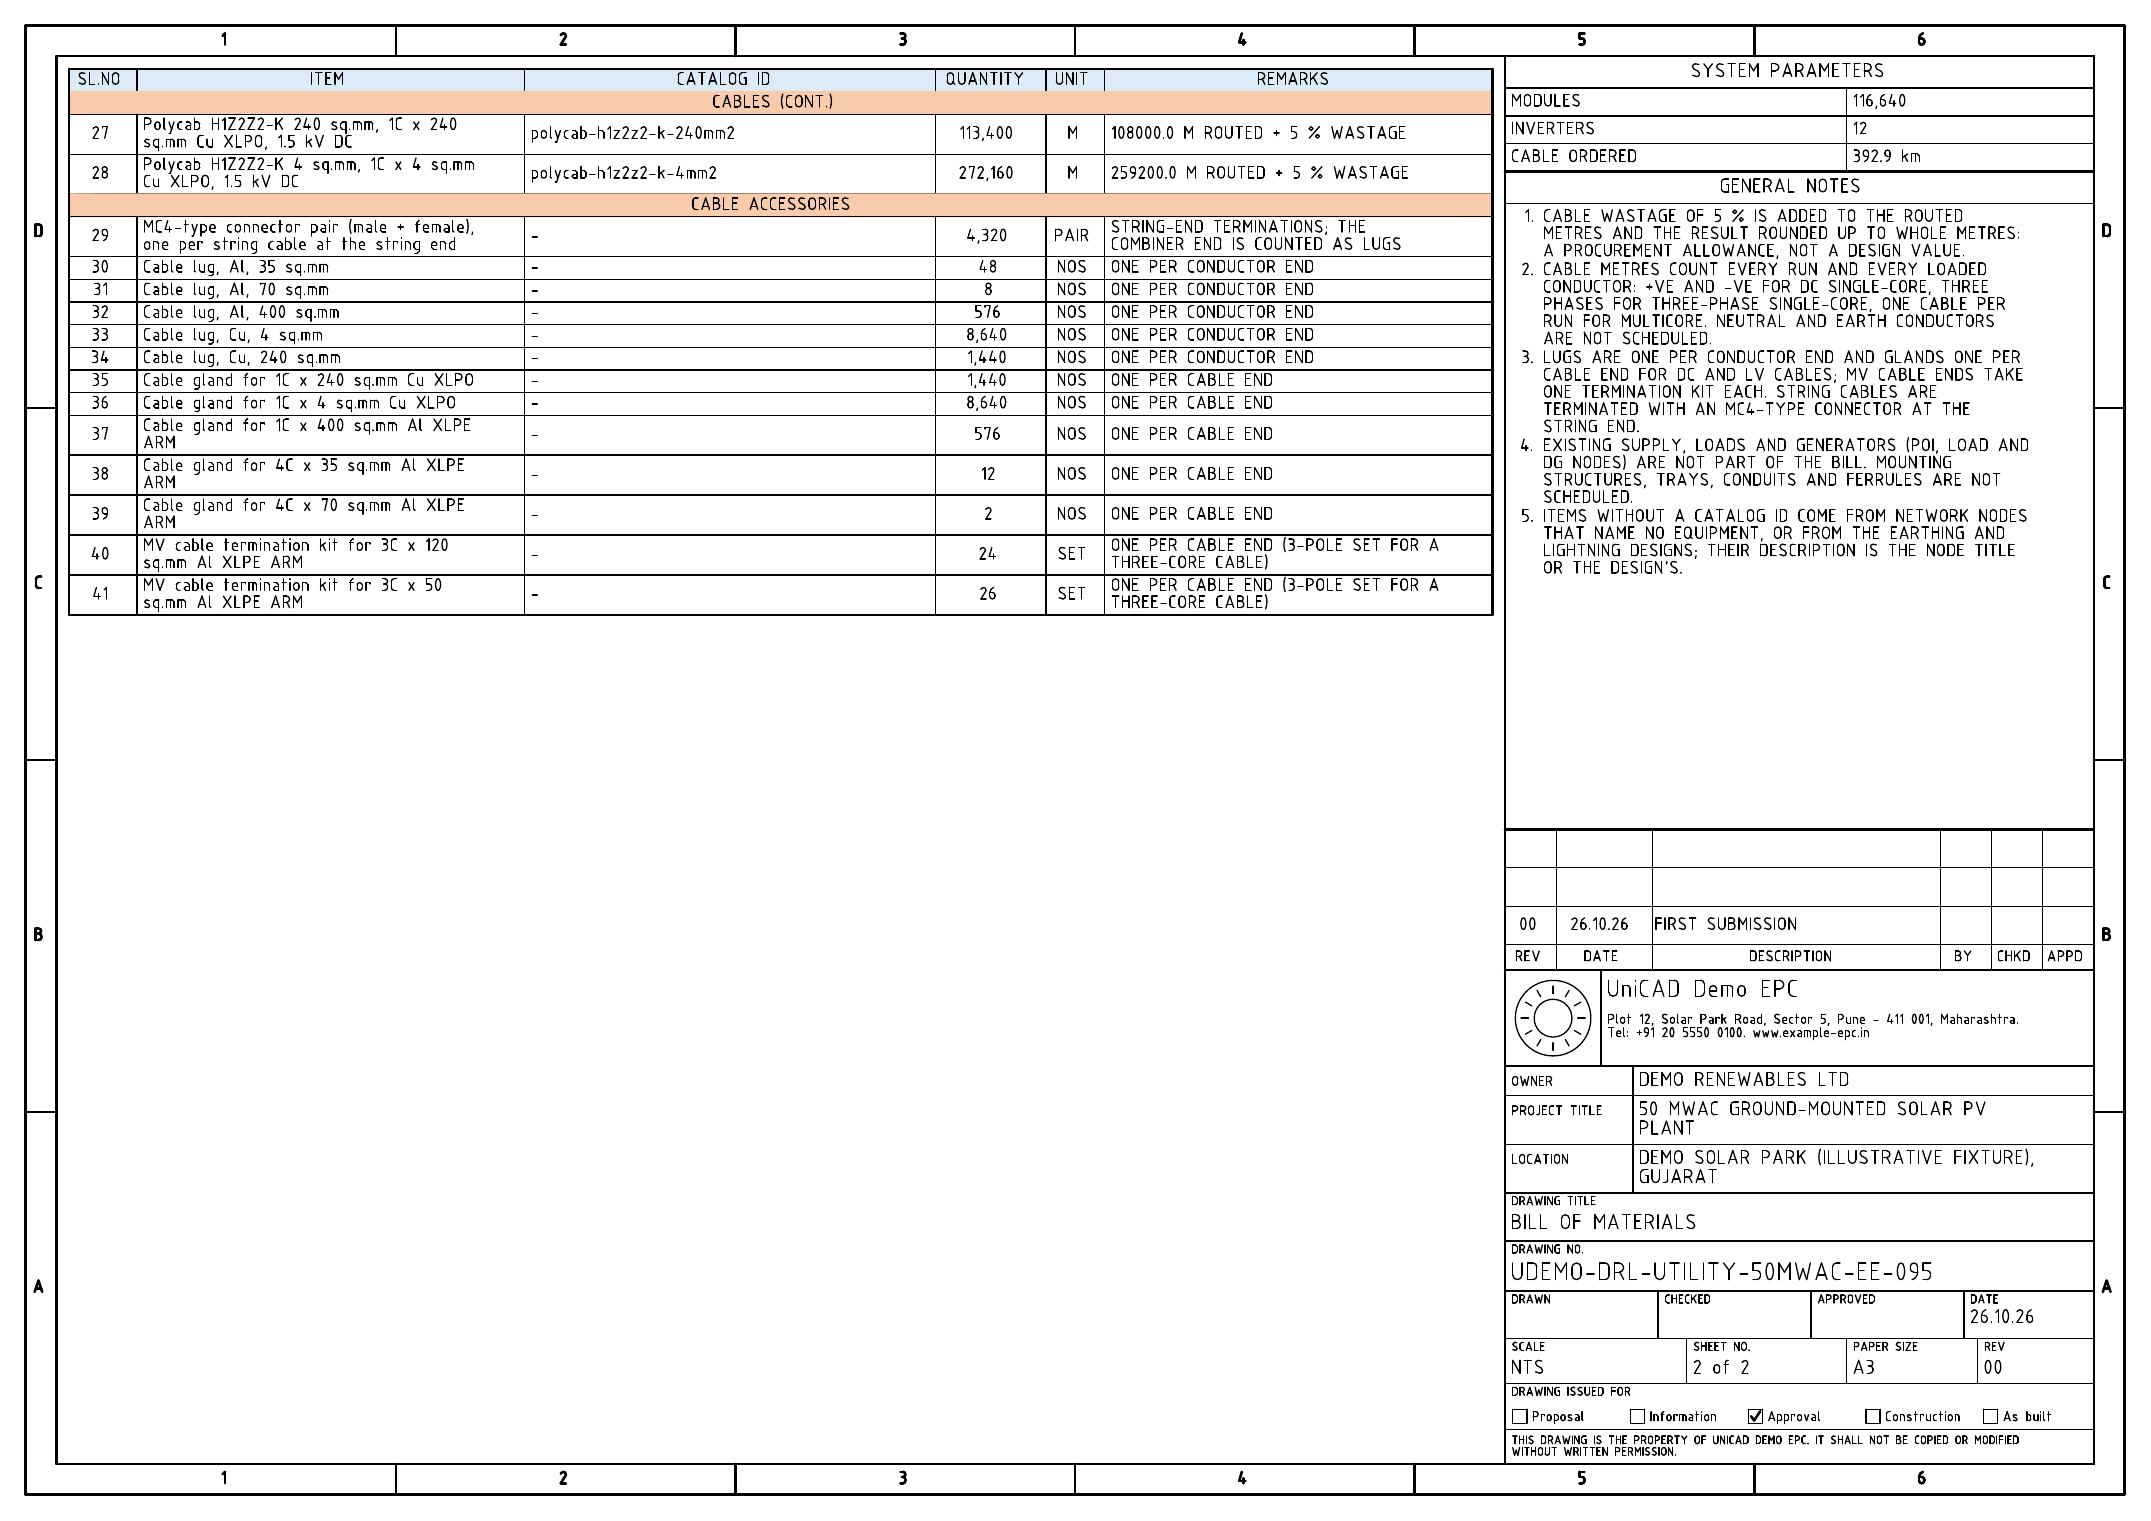 1 2 3 4 5 6
SL.NO ITEM CATALOG ID QUANTITY UNIT REMARKS
CABLES (CONT.)
27 Polycab H1Z2Z2-K 240 sq.mm, 1C x 240 sq.mm Cu XLPO, 1.5 kV DC polycab-h1z2z2-k-240mm2 113,400 M 108000.0 M ROUTED + 5 % WASTAGE
28 Polycab H1Z2Z2-K 4 sq.mm, 1C x 4 sq.mm Cu XLPO, 1.5 kV DC polycab-h1z2z2-k-4mm2 272,160 M 259200.0 M ROUTED + 5 % WASTAGE
CABLE ACCESSORIES
29 MC4-type connector pair (male + female), one per string cable at the string end - 4,320 PAIR STRING-END TERMINATIONS; THE COMBINER END IS COUNTED AS LUGS
30 Cable lug, Al, 35 sq.mm - 48 NOS ONE PER CONDUCTOR END
31 Cable lug, Al, 70 sq.mm - 8 NOS ONE PER CONDUCTOR END
32 Cable lug, Al, 400 sq.mm - 576 NOS ONE PER CONDUCTOR END
33 Cable lug, Cu, 4 sq.mm - 8,640 NOS ONE PER CONDUCTOR END
34 Cable lug, Cu, 240 sq.mm - 1,440 NOS ONE PER CONDUCTOR END
35 Cable gland for 1C x 240 sq.mm Cu XLPO - 1,440 NOS ONE PER CABLE END
36 Cable gland for 1C x 4 sq.mm Cu XLPO - 8,640 NOS ONE PER CABLE END
37 Cable gland for 1C x 400 sq.mm Al XLPE ARM - 576 NOS ONE PER CABLE END
38 Cable gland for 4C x 35 sq.mm Al XLPE ARM - 12 NOS ONE PER CABLE END
39 Cable gland for 4C x 70 sq.mm Al XLPE ARM - 2 NOS ONE PER CABLE END
40 MV cable termination kit for 3C x 120 sq.mm Al XLPE ARM - 24 SET ONE PER CABLE END (3-POLE SET FOR A THREE-CORE CABLE)
41 MV cable termination kit for 3C x 50 sq.mm Al XLPE ARM - 26 SET ONE PER CABLE END (3-POLE SET FOR A THREE-CORE CABLE)
SYSTEM PARAMETERS
MODULES 116,640
INVERTERS 12
CABLE ORDERED 392.9 km
GENERAL NOTES
1. CABLE WASTAGE OF 5 % IS ADDED TO THE ROUTED
METRES AND THE RESULT ROUNDED UP TO WHOLE METRES:
A PROCUREMENT ALLOWANCE, NOT A DESIGN VALUE.
2. CABLE METRES COUNT EVERY RUN AND EVERY LOADED
CONDUCTOR: +VE AND -VE FOR DC SINGLE-CORE, THREE
PHASES FOR THREE-PHASE SINGLE-CORE, ONE CABLE PER
RUN FOR MULTICORE. NEUTRAL AND EARTH CONDUCTORS
ARE NOT SCHEDULED.
3. LUGS ARE ONE PER CONDUCTOR END AND GLANDS ONE PER
CABLE END FOR DC AND LV CABLES; MV CABLE ENDS TAKE
ONE TERMINATION KIT EACH. STRING CABLES ARE
TERMINATED WITH AN MC4-TYPE CONNECTOR AT THE
STRING END.
4. EXISTING SUPPLY, LOADS AND GENERATORS (POI, LOAD AND
DG NODES) ARE NOT PART OF THE BILL. MOUNTING
STRUCTURES, TRAYS, CONDUITS AND FERRULES ARE NOT
SCHEDULED.
5. ITEMS WITHOUT A CATALOG ID COME FROM NETWORK NODES
THAT NAME NO EQUIPMENT, OR FROM THE EARTHING AND
LIGHTNING DESIGNS; THEIR DESCRIPTION IS THE NODE TITLE
OR THE DESIGN'S.
00 26.10.26 FIRST SUBMISSION
REV DATE DESCRIPTION BY CHKD APPD
UniCAD Demo EPC
Plot 12, Solar Park Road, Sector 5, Pune - 411 001, Maharashtra.
Tel: +91 20 5550 0100. www.example-epc.in
OWNER DEMO RENEWABLES LTD
PROJECT TITLE 50 MWAC GROUND-MOUNTED SOLAR PV
PLANT
LOCATION DEMO SOLAR PARK (ILLUSTRATIVE FIXTURE),
GUJARAT
DRAWING TITLE
BILL OF MATERIALS
DRAWING NO.
UDEMO-DRL-UTILITY-50MWAC-EE-095
DRAWN CHECKED APPROVED DATE
26.10.26
SCALE SHEET NO. PAPER SIZE REV
NTS 2 of 2 A3 00
DRAWING ISSUED FOR
Proposal Information Approval Construction As built
THIS DRAWING IS THE PROPERTY OF UNICAD DEMO EPC. IT SHALL NOT BE COPIED OR MODIFIED
WITHOUT WRITTEN PERMISSION.
D D
C C
B B
A A
1 2 3 4 5 6